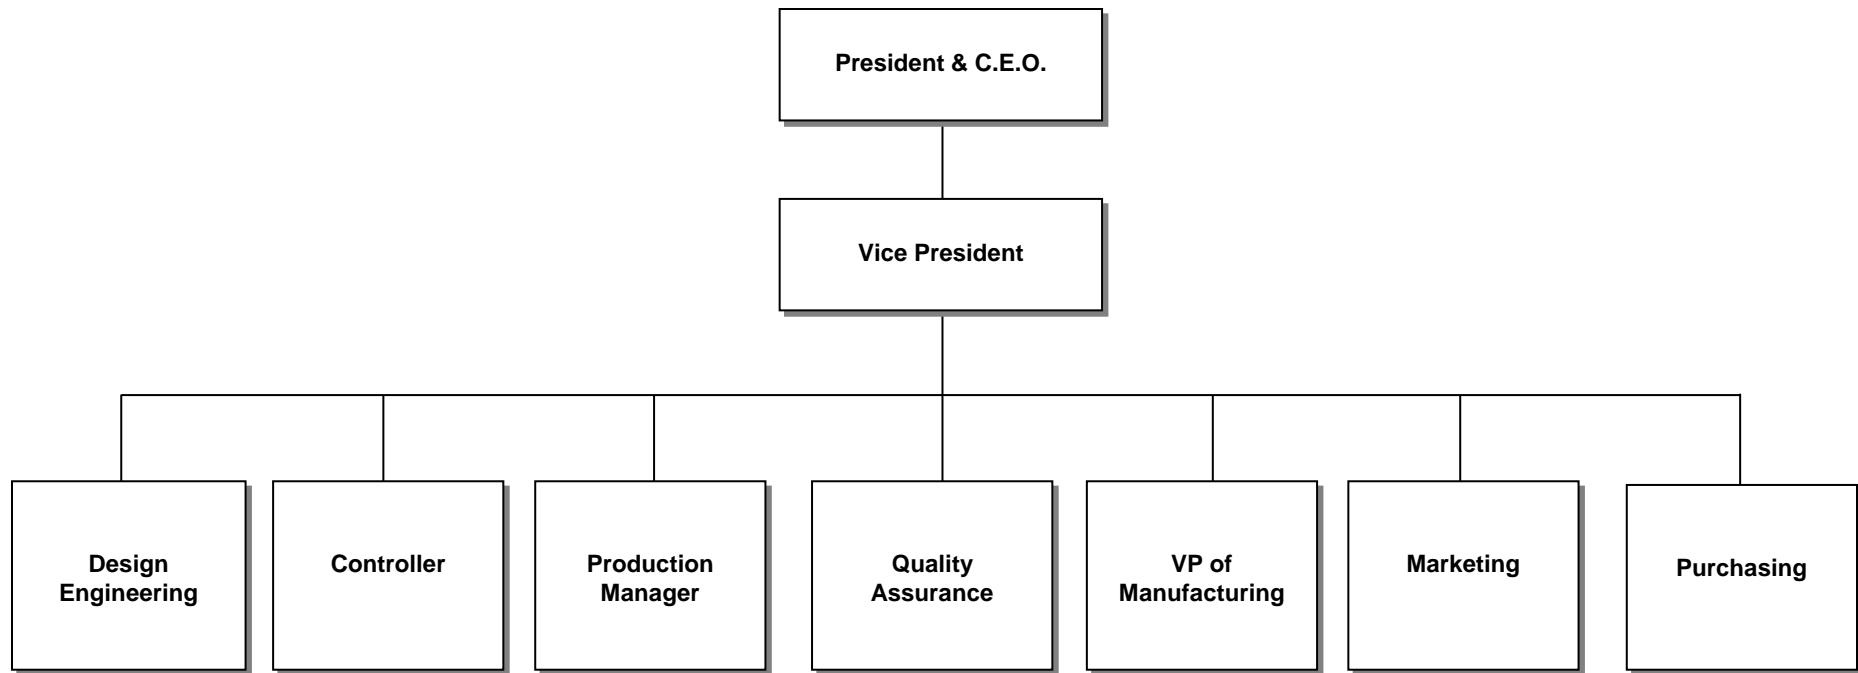 President & C.E.O.
Vice President
Design
Engineering
Controller
Production
Manager
Quality
Assurance
VP of
Manufacturing
Marketing
Purchasing